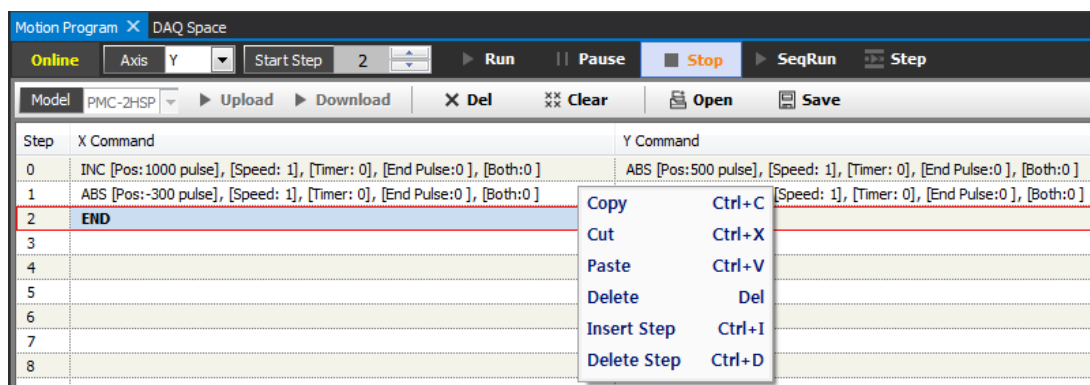 Motion Program DAQ Space
Online Axis Y Start Step 2 Run Pause Stop SeqRun Step
Model PMC-2HSP Upload Download Del Clear Open Save
Step X Command Y Command
0 INC [Pos:1000 pulse], [Speed: 1], [Timer: 0], [End Pulse:0 ], [Both:0 ] ABS [Pos:500 pulse], [Speed: 1], [Timer: 0], [End Pulse:0 ], [Both:0 ]
1 ABS [Pos:-300 pulse], [Speed: 1], [Timer: 0], [End Pulse:0 ], [Both:0 ] [Speed: 1], [Timer: 0], [End Pulse:0 ], [Both:0 ]
2 END
3
4
5
6
7
8
Copy Ctrl+C
Cut Ctrl+X
Paste Ctrl+V
Delete Del
Insert Step Ctrl+I
Delete Step Ctrl+D